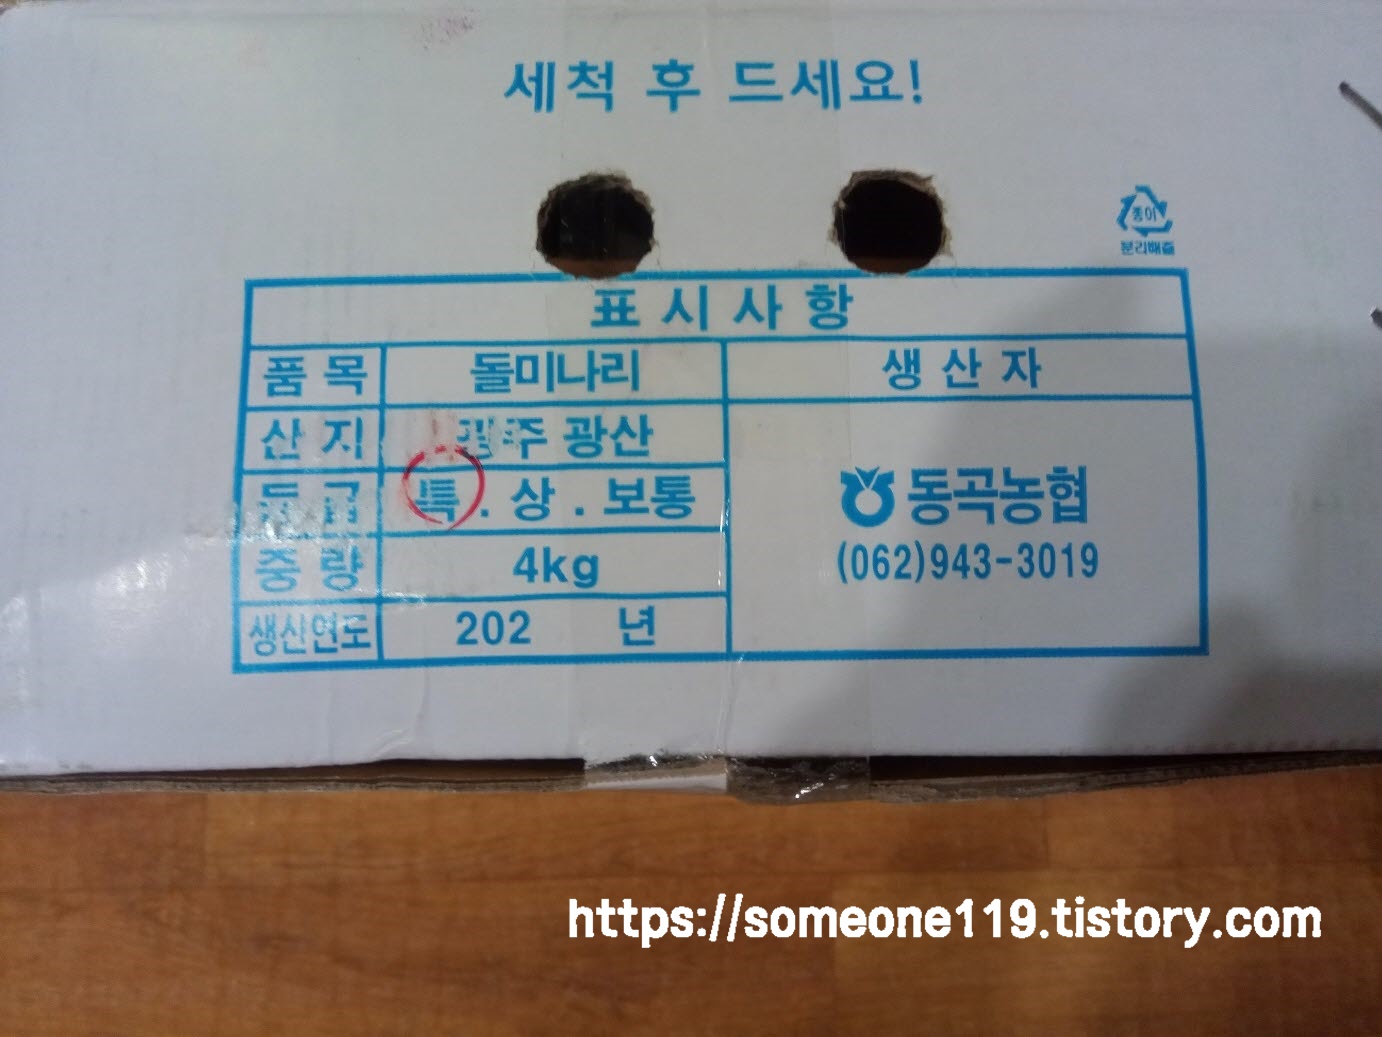 세척 후 드세요!
종이
분리배출
표시사항
품목 돌미나리 생산자
산지 광주 광산
등급 특 . 상 . 보통
동곡농협
중량 4kg
(062)943-3019
생산연도 202 년
https://someone119.tistory.com